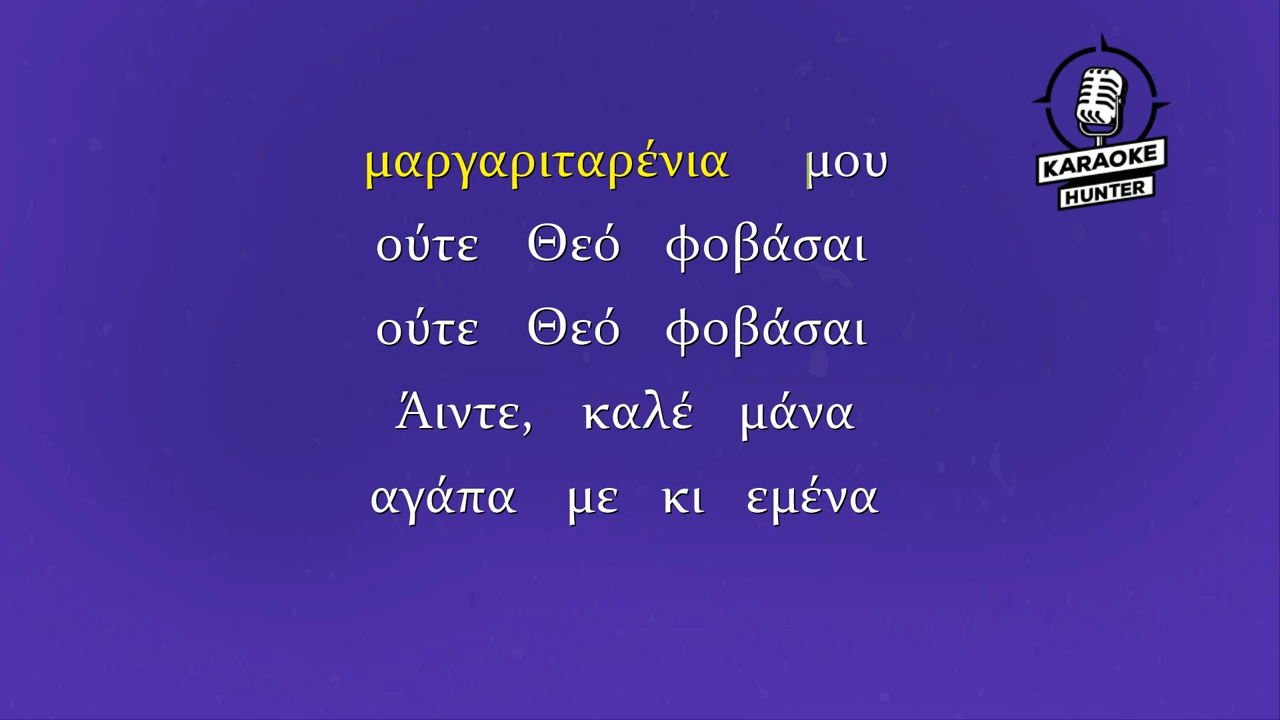 μαργαριταρένια μου
ούτε Θεό φοβάσαι
ούτε Θεό φοβάσαι
Άιντε, καλέ μάνα
αγάπα με κι εμένα
KARAOKE
HUNTER